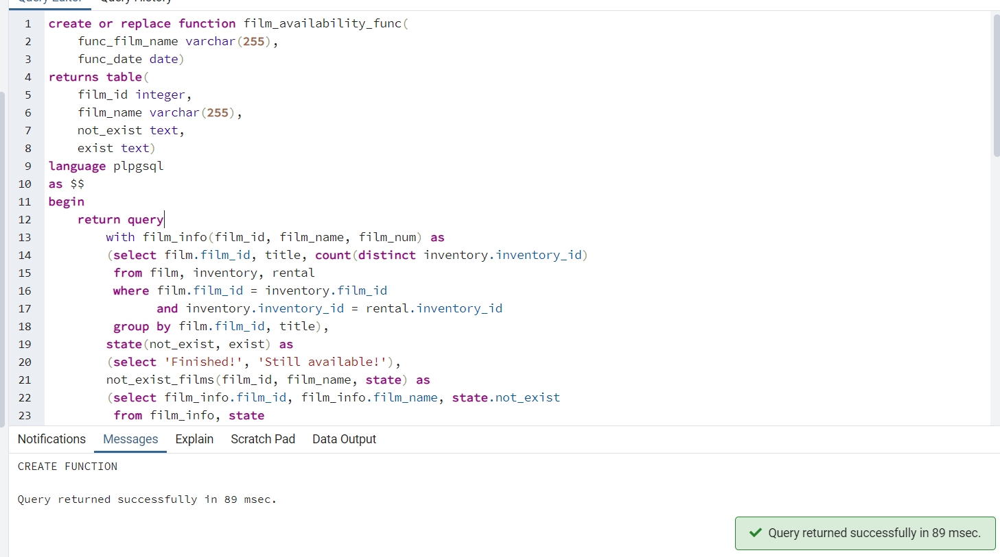 Query Editor Query History
1 create or replace function film_availability_func(
2 func_film_name varchar(255),
3 func_date date)
4 returns table(
5 film_id integer,
6 film_name varchar(255),
7 not_exist text,
8 exist text)
9 language plpgsql
10 as $$
11 begin
12 return query
13 with film_info(film_id, film_name, film_num) as
14 (select film.film_id, title, count(distinct inventory.inventory_id)
15 from film, inventory, rental
16 where film.film_id = inventory.film_id
17 and inventory.inventory_id = rental.inventory_id
18 group by film.film_id, title),
19 state(not_exist, exist) as
20 (select 'Finished!', 'Still available!'),
21 not_exist_films(film_id, film_name, state) as
22 (select film_info.film_id, film_info.film_name, state.not_exist
23 from film_info, state
Notifications Messages Explain Scratch Pad Data Output
CREATE FUNCTION
Query returned successfully in 89 msec.
Query returned successfully in 89 msec.